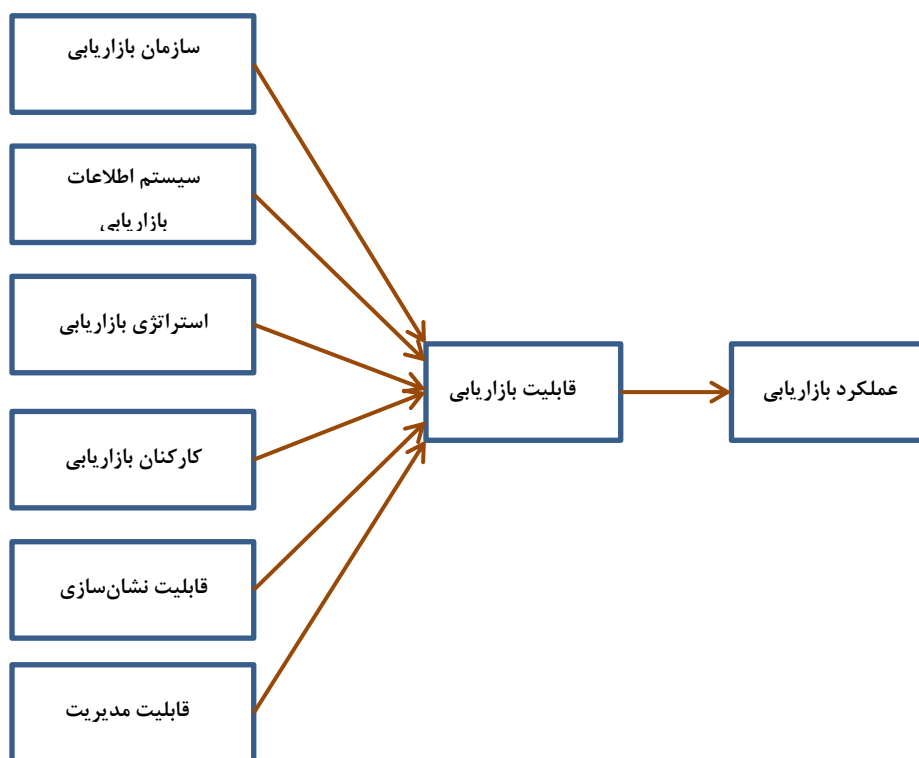 سازمان بازاریابی
سیستم اطلاعات
بازاریابی
استراتژی بازاریابی
کارکنان بازاریابی
قابلیت نشان‌سازی
قابلیت مدیریت
قابلیت بازاریابی
عملکرد بازاریابی